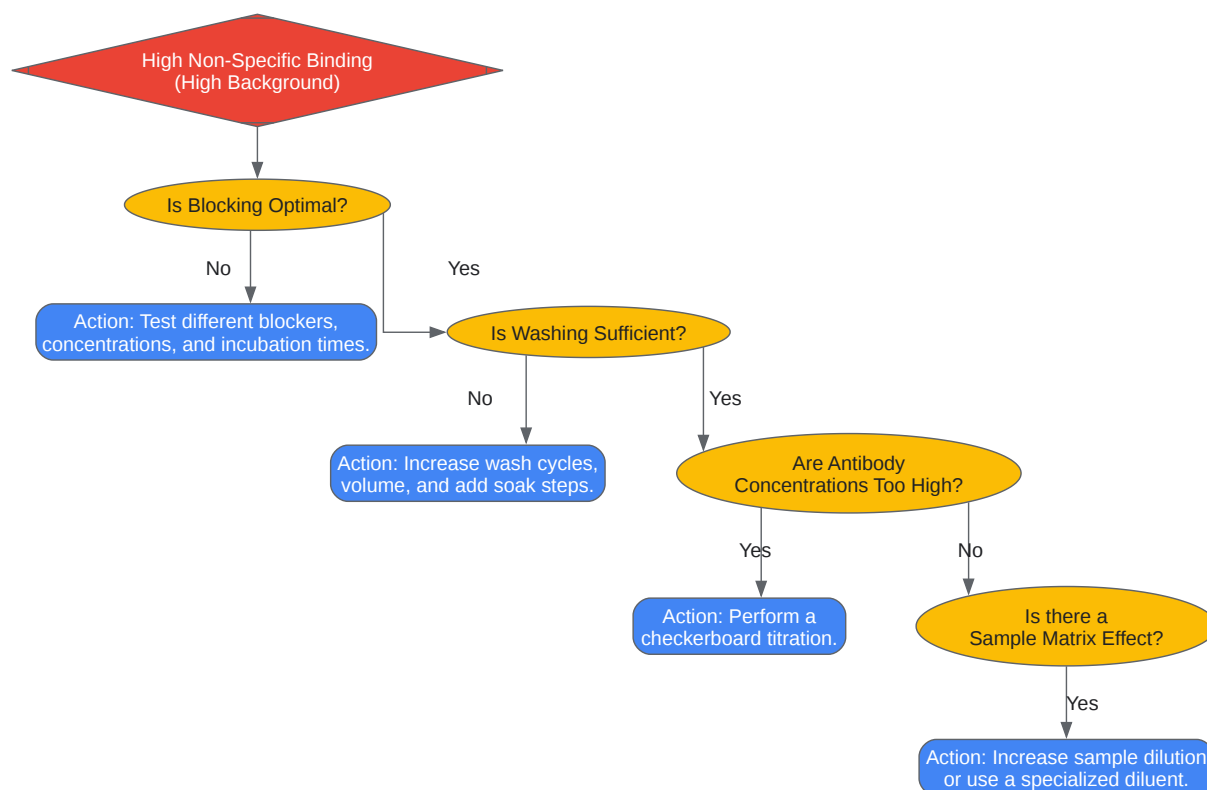 High Non-Specific Binding
(High Background)
Is Blocking Optimal?
No
Yes
Action: Test different blockers,
concentrations, and incubation times.
Is Washing Sufficient?
No
Yes
Action: Increase wash cycles,
volume, and add soak steps.
Are Antibody
Concentrations Too High?
Yes
No
Action: Perform a
checkerboard titration.
Is there a
Sample Matrix Effect?
Yes
Action: Increase sample dilution
or use a specialized diluent.